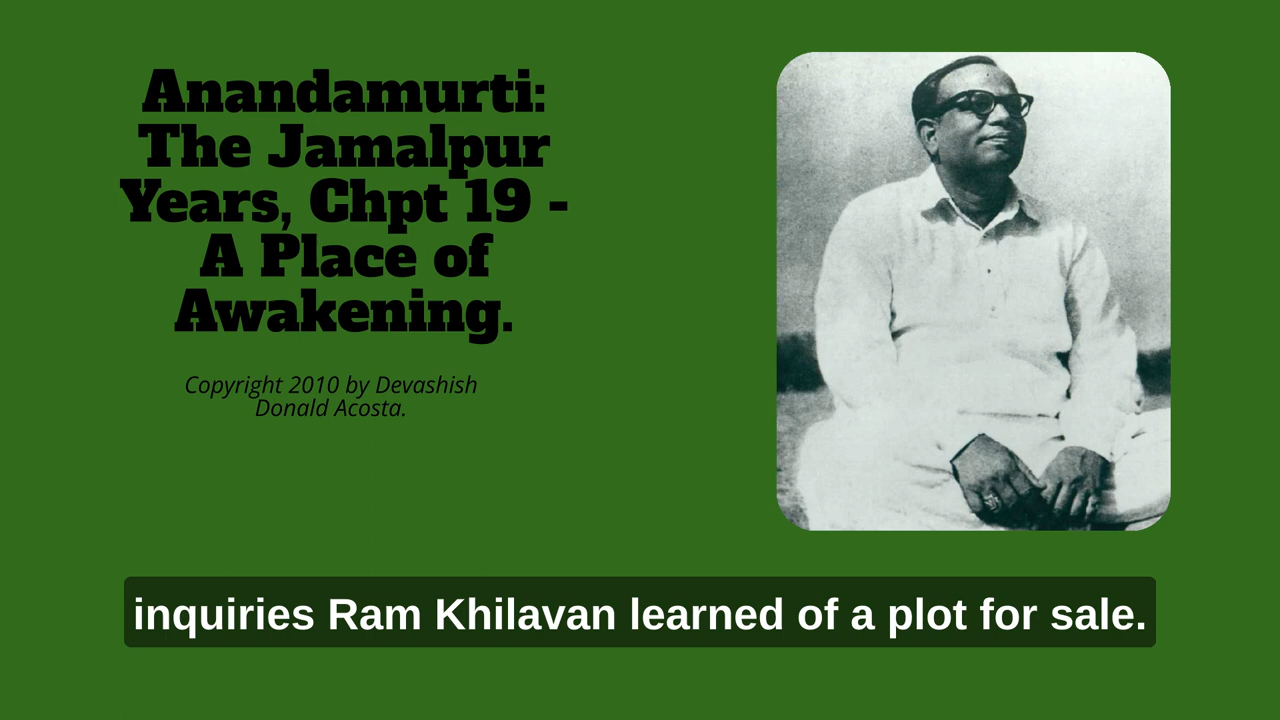 Anandamurti:
The Jamalpur
Years, Chpt 19 -
A Place of
Awakening.
Copyright 2010 by Devashish
Donald Acosta.
inquiries Ram Khilavan learned of a plot for sale.